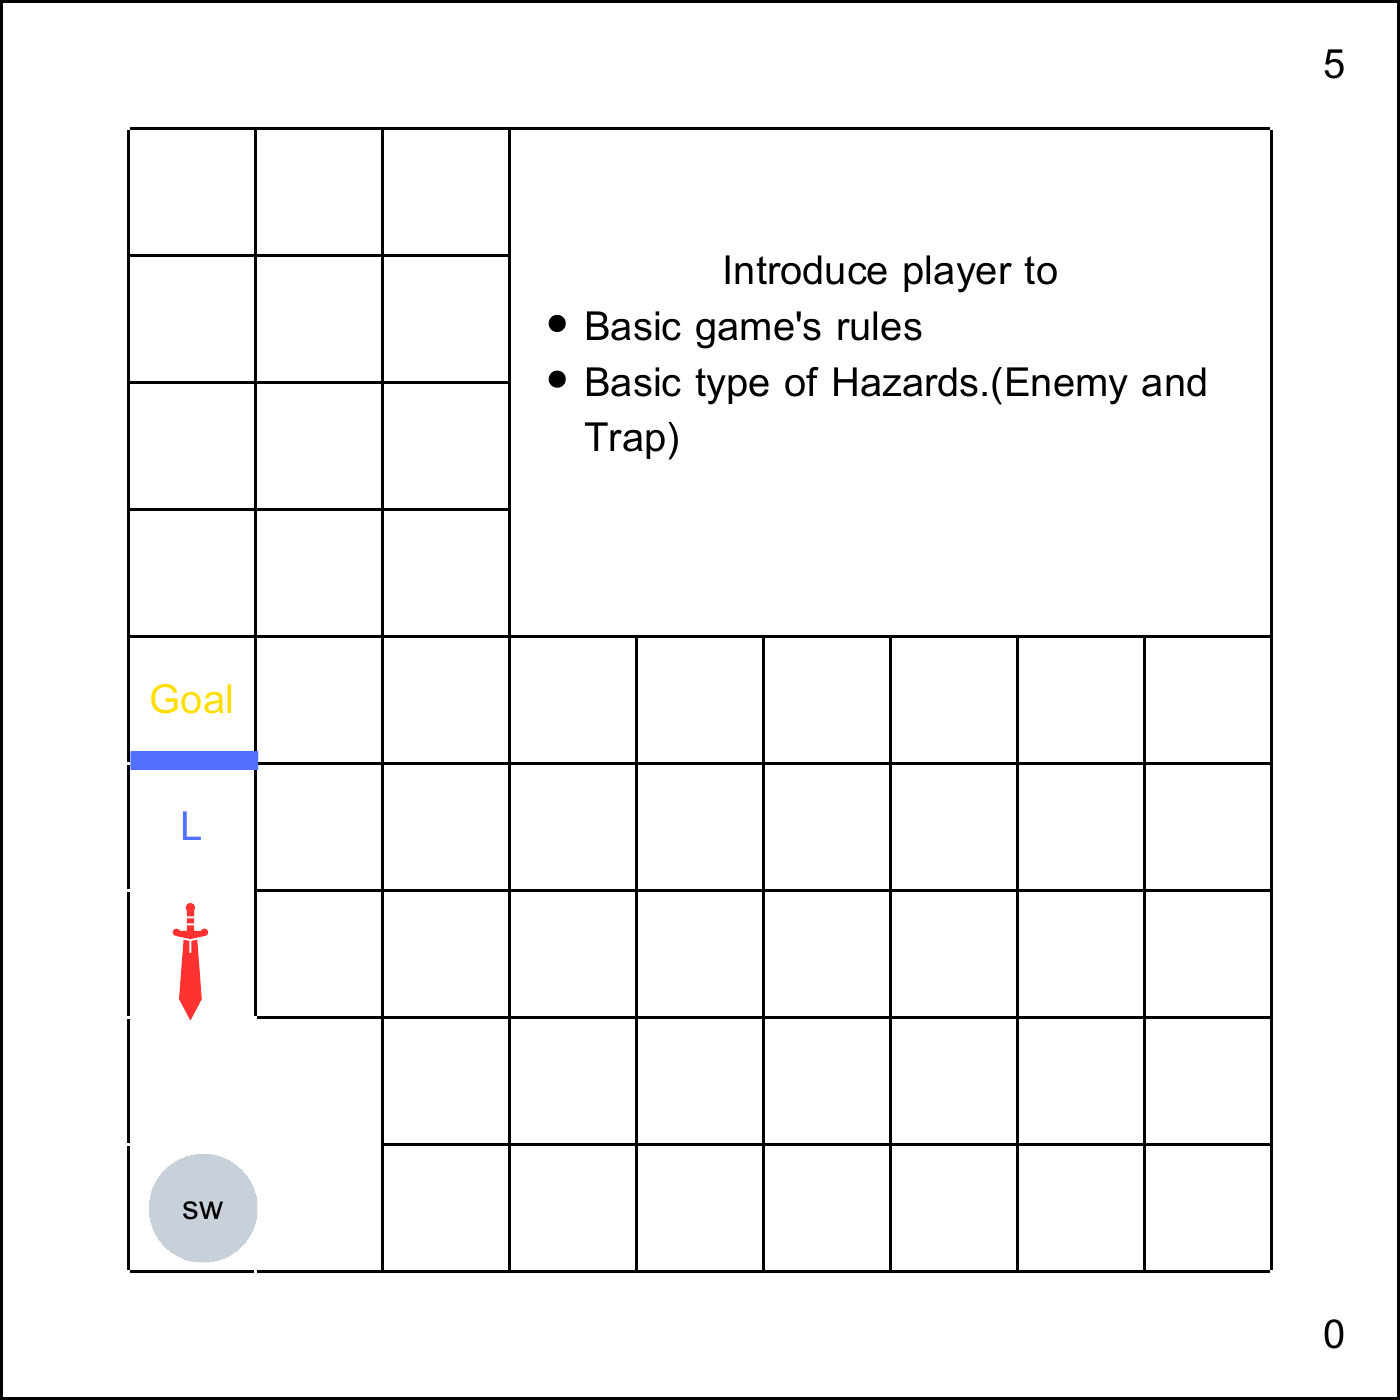 5
Introduce player to
● Basic game's rules
● Basic type of Hazards.(Enemy and
Trap)
Goal
L
sw
0